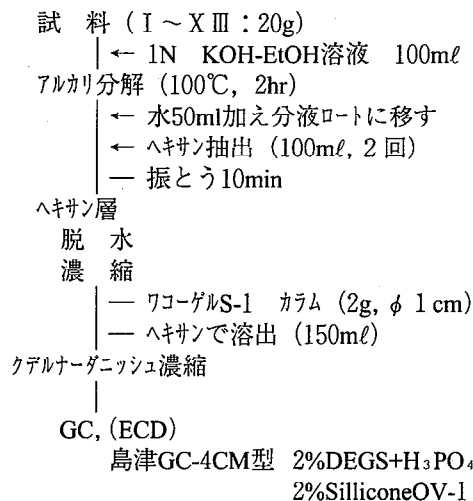 試　料（Ⅰ～ⅩⅢ：20g）
← 1N　KOH-EtOH溶液　100mℓ
アルカリ分解（100℃，2hr）
← 水50ml加え分液ロートに移す
← ヘキサン抽出（100mℓ, 2回）
— 振とう10min
ヘキサン層
脱　水
濃　縮
— ワコーゲルS-1　カラム（2g, φ 1 cm）
— ヘキサンで溶出（150mℓ）
クデルナーダニッシュ濃縮
GC, (ECD)
島津GC-4CM型　2%DEGS+H₃PO₄
2%SilliconeOV-1